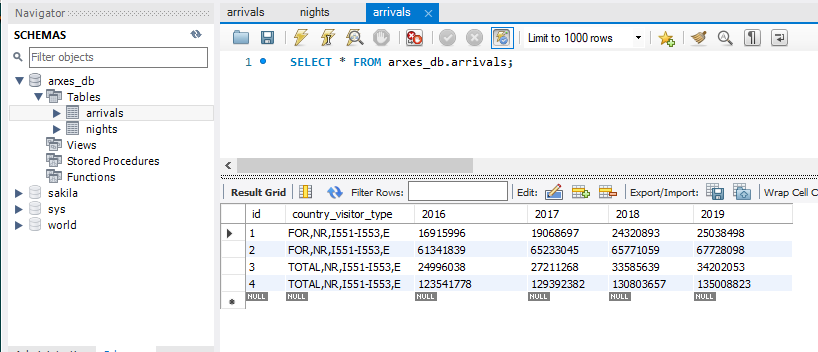 Navigator
arrivals nights arrivals
SCHEMAS
Filter objects
Limit to 1000 rows
1 SELECT * FROM arxes_db.arrivals;
arxes_db
Tables
arrivals
nights
Views
Stored Procedures
Functions
sakila
sys
world
Result Grid Filter Rows: Edit: Export/Import: Wrap Cell C
id country_visitor_type 2016 2017 2018 2019
1 FOR,NR,I551-I553,E 16915996 19068697 24320893 25038498
2 FOR,NR,I551-I553,E 61341839 65233045 65771059 67728098
3 TOTAL,NR,I551-I553,E 24996038 27211268 33585639 34202053
4 TOTAL,NR,I551-I553,E 123541778 129392382 130803657 135008823
NULL NULL NULL NULL NULL NULL